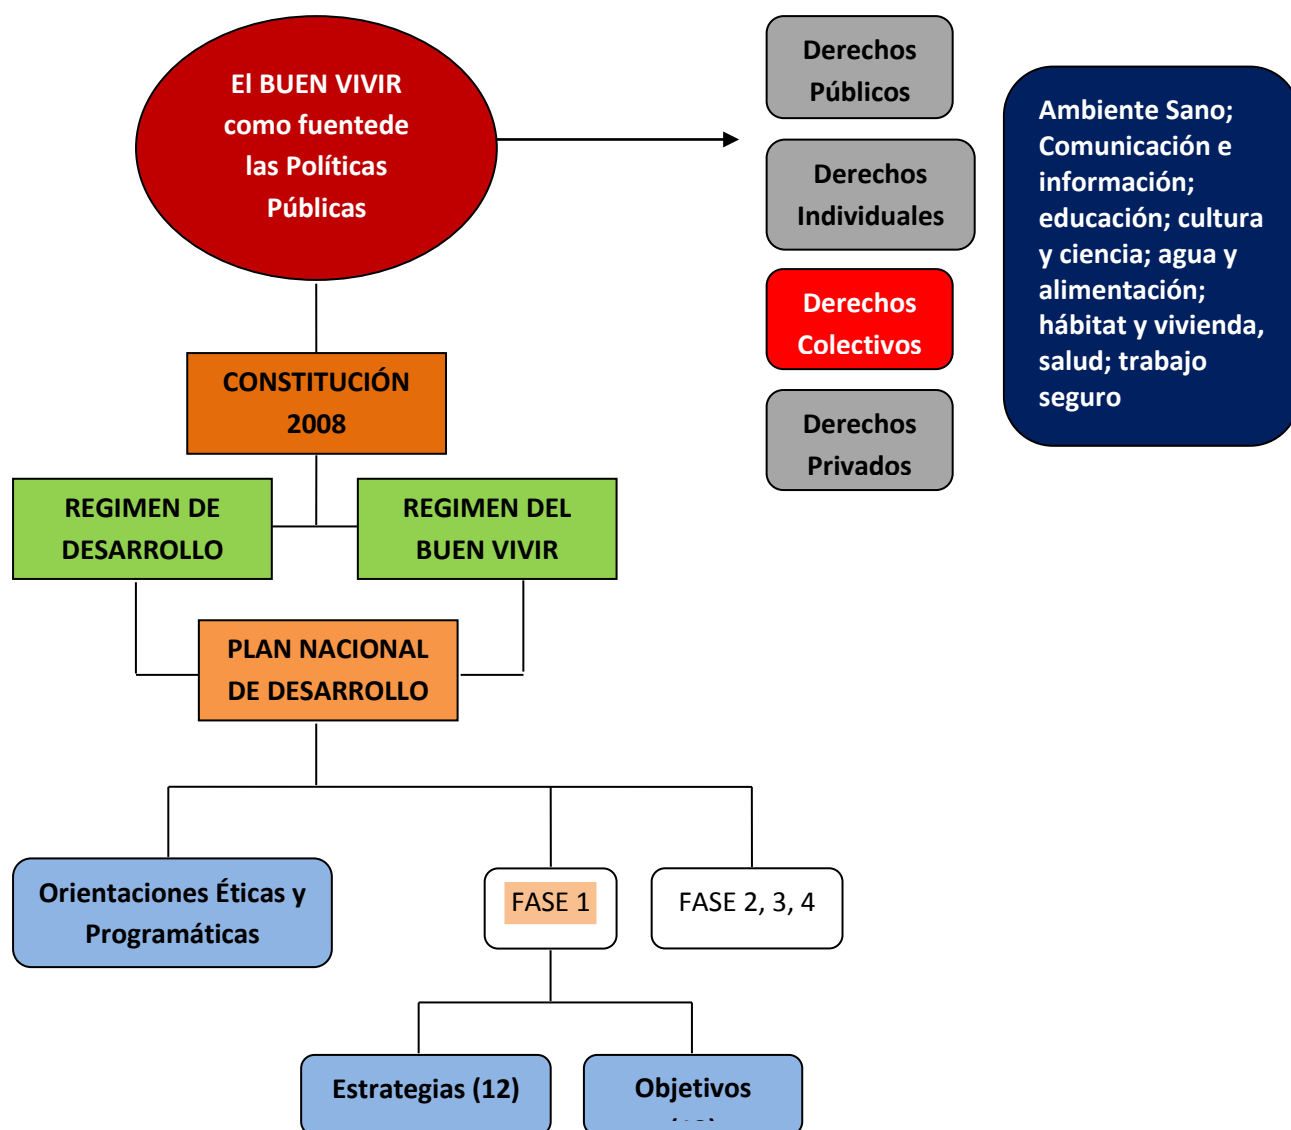 El BUEN VIVIR
como fuentede
las Políticas
Públicas
Derechos
Públicos
Derechos
Individuales
Derechos
Colectivos
Derechos
Privados
Ambiente Sano;
Comunicación e
información;
educación; cultura
y ciencia; agua y
alimentación;
hábitat y vivienda,
salud; trabajo
seguro
CONSTITUCIÓN
2008
REGIMEN DE
DESARROLLO
REGIMEN DEL
BUEN VIVIR
PLAN NACIONAL
DE DESARROLLO
Orientaciones Éticas y
Programáticas
FASE 1
FASE 2, 3, 4
Estrategias (12)
Objetivos